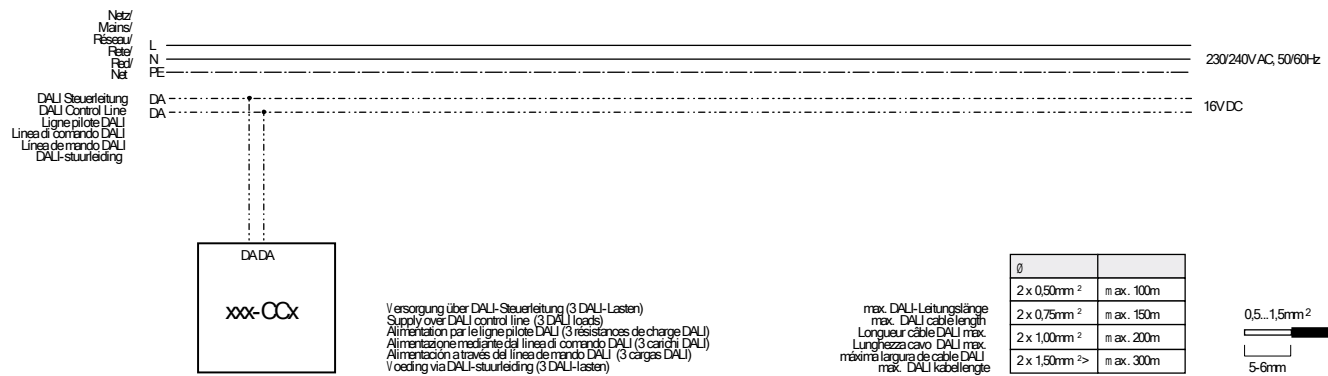 Netz/
Mains/
Réseau/
Rete/
Red/
Net
L
N
PE
230/240V AC, 50/60Hz
DALI Steuerleitung
DALI Control Line
Ligne pilote DALI
Linea di comando DALI
Línea de mando DALI
DALI-stuurleiding
DA
DA
16V DC
DA DA
xxx-CCx
Versorgung über DALI-Steuerleitung (3 DALI-Lasten)
Supply over DALI control line (3 DALI loads)
Alimentation par le ligne pilote DALI (3 résistances de charge DALI)
Alimentazione mediante dal linea di comando DALI (3 carichi DALI)
Alimentación a través del línea de mando DALI (3 cargas DALI)
Voeding via DALI-stuurleiding (3 DALI-lasten)
max. DALI-Leitungslänge
max. DALI cable length
Longueur câble DALI max.
Lunghezza cavo DALI max.
máxima largura de cable DALI
max. DALI kabellengte
Ø
2 x 0,50mm² max. 100m
2 x 0,75mm² max. 150m
2 x 1,00mm² max. 200m
2 x 1,50mm²> max. 300m
0,5...1,5mm²
5-6mm